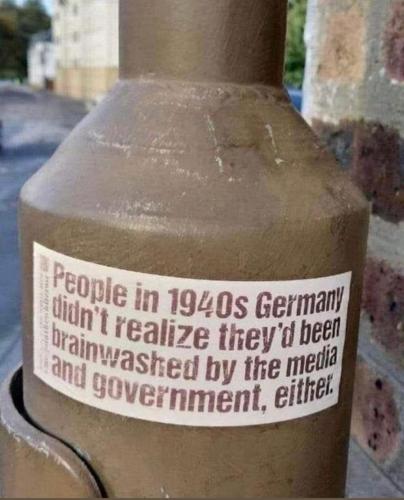 People in 1940s Germany
didn't realize they'd been
brainwashed by the media
and government, either.